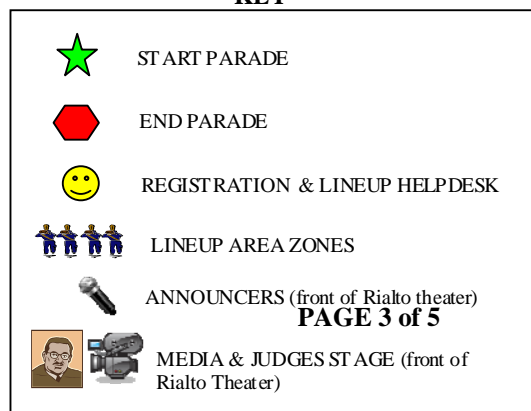 START PARADE
END PARADE
REGISTRATION & LINEUP HELPDESK
LINEUP AREA ZONES
ANNOUNCERS (front of Rialto theater)
PAGE 3 of 5
MEDIA & JUDGES STAGE (front of
Rialto Theater)